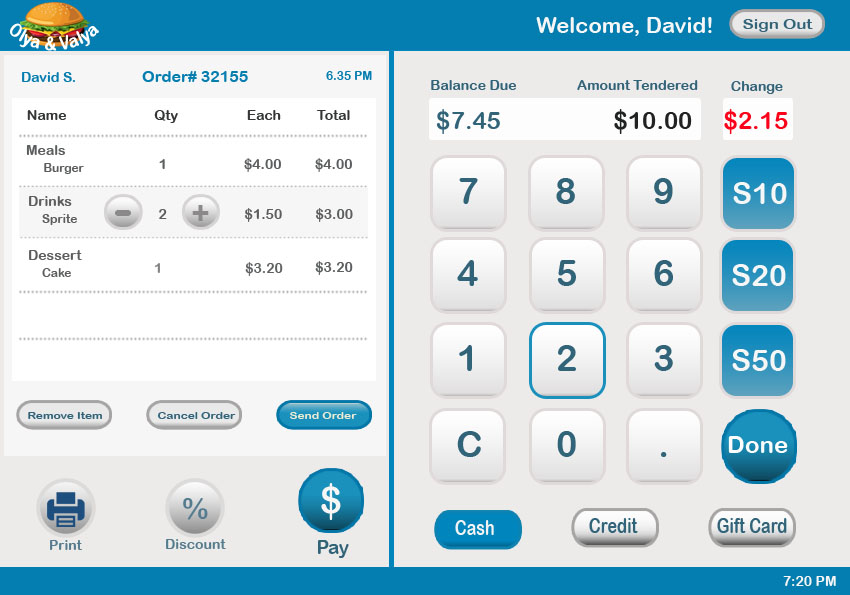 Olya & Valya
Welcome, David!
Sign Out
David S.
Order# 32155
6.35 PM
Name Qty Each Total
Meals
Burger 1 $4.00 $4.00
Drinks
Sprite − 2 + $1.50 $3.00
Dessert
Cake 1 $3.20 $3.20
Remove Item
Cancel Order
Send Order
Print
%
Discount
$
Pay
Balance Due Amount Tendered Change
$7.45 $10.00 $2.15
7 8 9 S10
4 5 6 S20
1 2 3 S50
C 0 . Done
Cash Credit Gift Card
7:20 PM